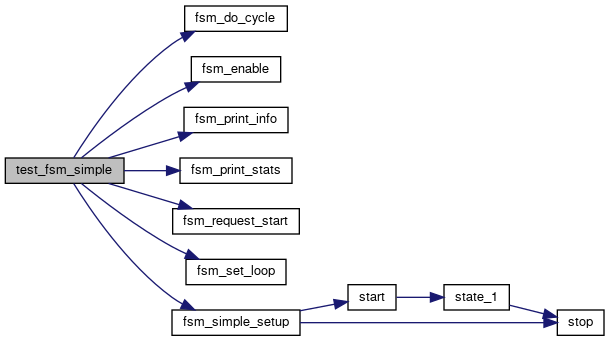 fsm_do_cycle
fsm_enable
fsm_print_info
test_fsm_simple
fsm_print_stats
fsm_request_start
fsm_set_loop
start
state_1
fsm_simple_setup
stop